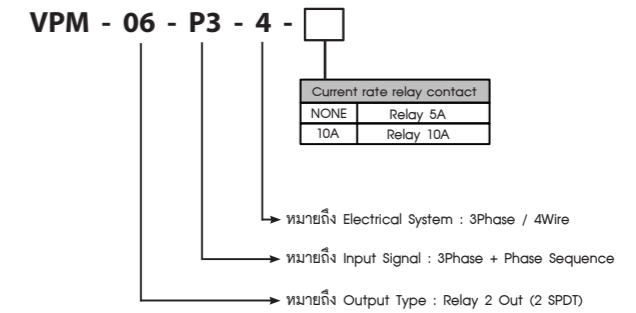 VPM - 06 - P3 - 4 -
Current rate relay contact
NONE Relay 5A
10A Relay 10A
หมายถึง Electrical System : 3Phase / 4Wire
หมายถึง Input Signal : 3Phase + Phase Sequence
หมายถึง Output Type : Relay 2 Out (2 SPDT)